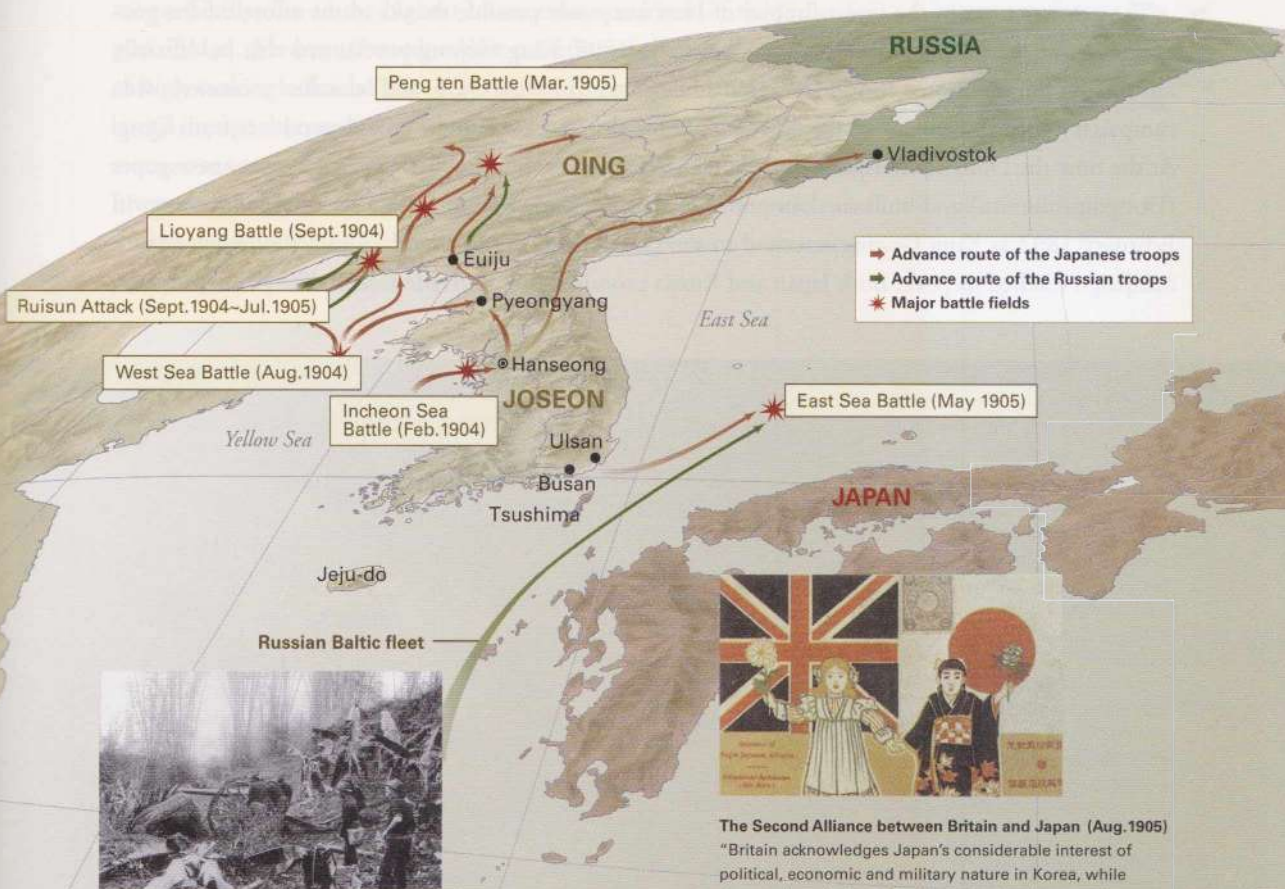 RUSSIA
Peng ten Battle (Mar. 1905)
QING
Vladivostok
Lioyang Battle (Sept. 1904)
Euiju
➡ Advance route of the Japanese troops
➡ Advance route of the Russian troops
Major battle fields
Ruisun Attack (Sept. 1904~Jul. 1905)
Pyeongyang
East Sea
West Sea Battle (Aug. 1904)
Hanseong
JOSEON
Incheon Sea
Battle (Feb. 1904)
East Sea Battle (May 1905)
Yellow Sea
Ulsan
Busan
JAPAN
Tsushima
Jeju-do
Russian Baltic fleet
The Second Alliance between Britain and Japan (Aug. 1905)
"Britain acknowledges Japan's considerable interest of
political, economic and military nature in Korea, while